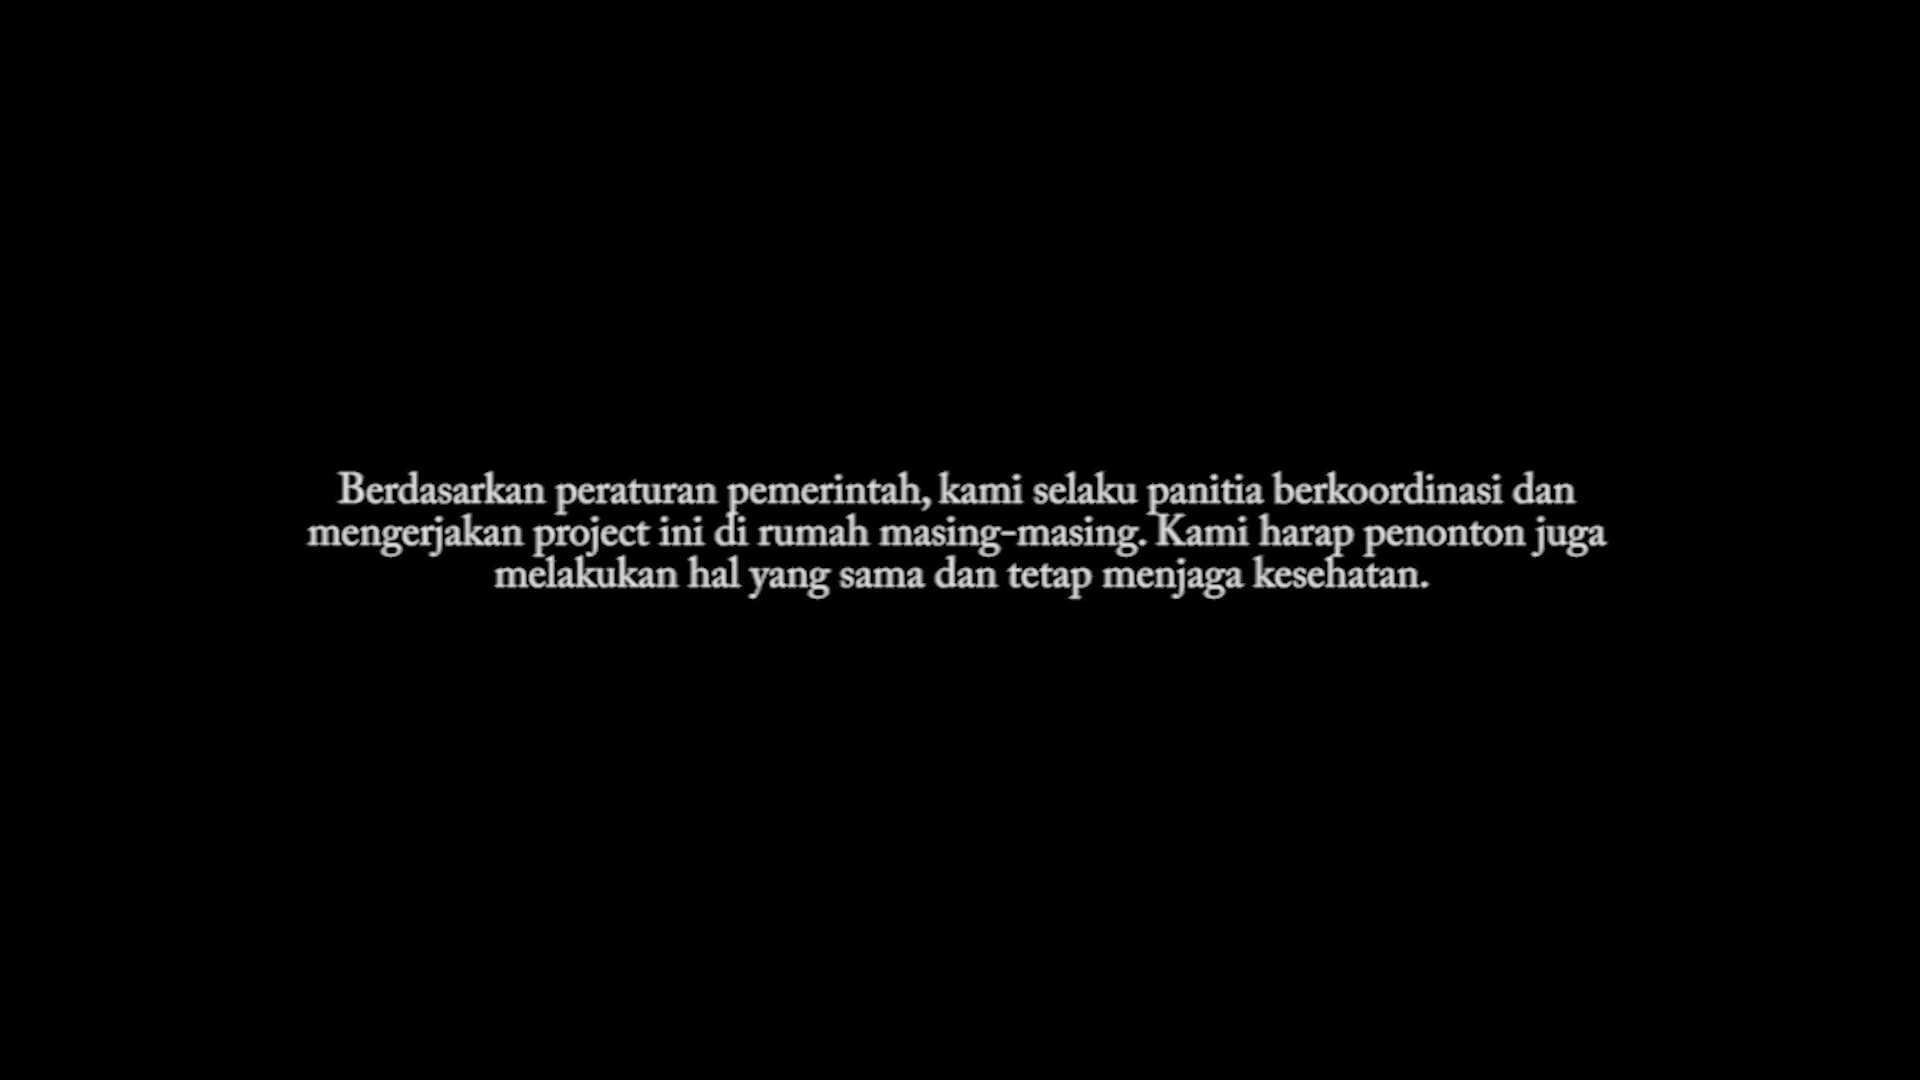 Berdasarkan peraturan pemerintah, kami selaku panitia berkoordinasi dan
mengerjakan project ini di rumah masing-masing. Kami harap penonton juga
melakukan hal yang sama dan tetap menjaga kesehatan.